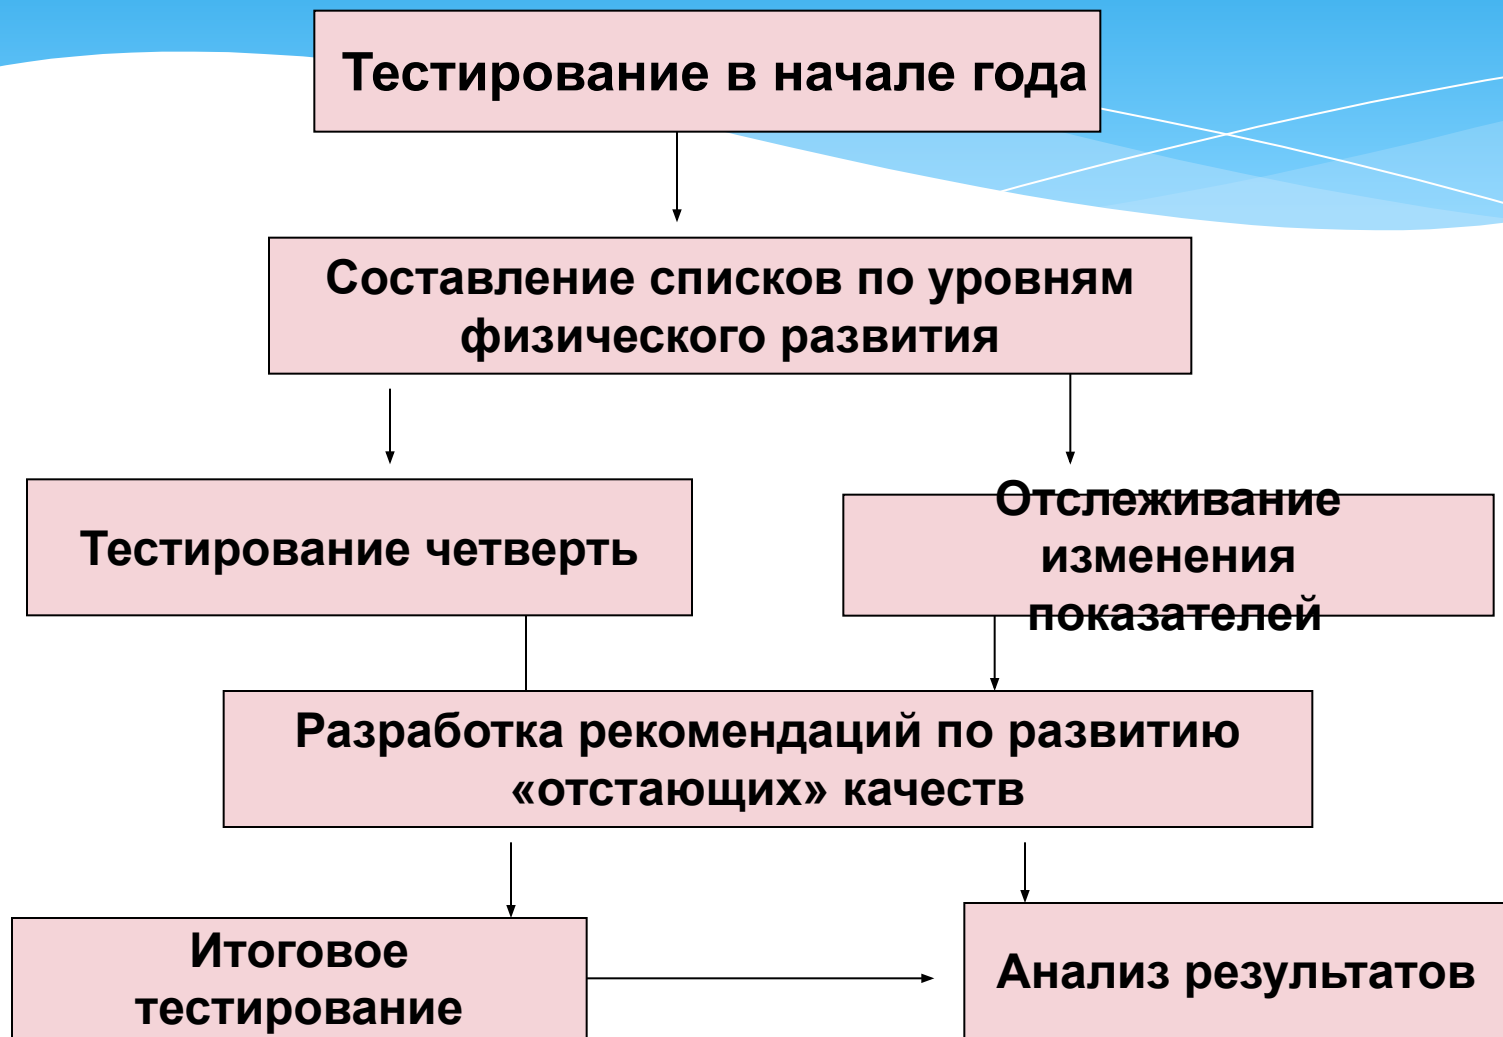 Тестирование в начале года
Составление списков по уровням
физического развития
Тестирование четверть
Отслеживание
изменения
показателей
Разработка рекомендаций по развитию
«отстающих» качеств
Итоговое
тестирование
Анализ результатов